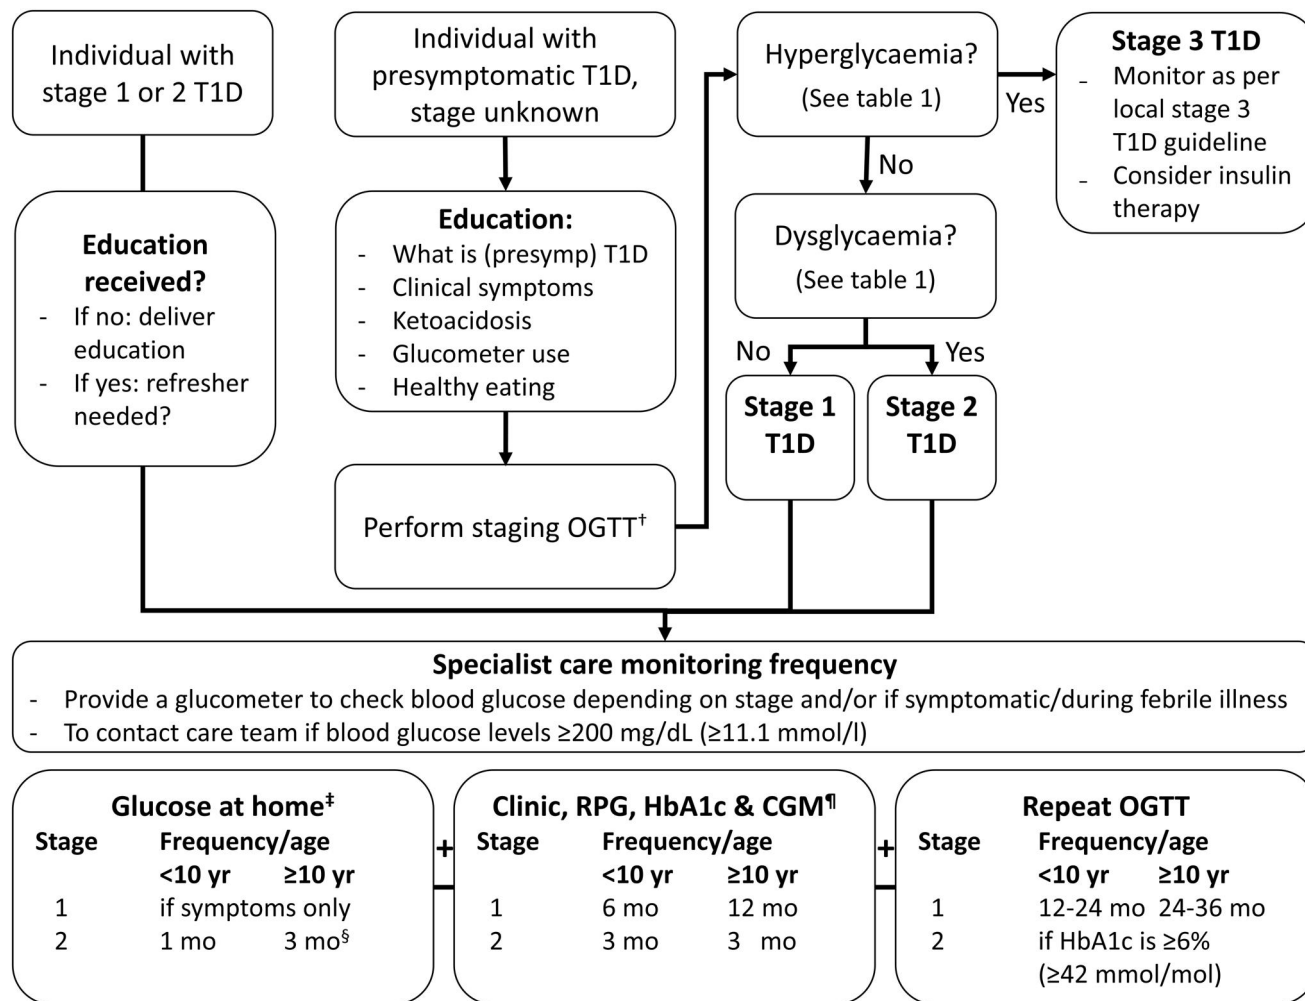 Individual with
stage 1 or 2 T1D
Education
received?
- If no: deliver
education
- If yes: refresher
needed?
Individual with
presymptomatic T1D,
stage unknown
Education:
- What is (presymp) T1D
- Clinical symptoms
- Ketoacidosis
- Glucometer use
- Healthy eating
Perform staging OGTT†
Hyperglycaemia?
(See table 1)
Yes
No
Stage 3 T1D
- Monitor as per
local stage 3
T1D guideline
- Consider insulin
therapy
Dysglycaemia?
(See table 1)
No
Yes
Stage 1
T1D
Stage 2
T1D
Specialist care monitoring frequency
- Provide a glucometer to check blood glucose depending on stage and/or if symptomatic/during febrile illness
- To contact care team if blood glucose levels ≥200 mg/dL (≥11.1 mmol/l)
Glucose at home‡
Stage Frequency/age
<10 yr ≥10 yr
1 if symptoms only
2 1 mo 3 mo§
+
Clinic, RPG, HbA1c & CGM¶
Stage Frequency/age
<10 yr ≥10 yr
1 6 mo 12 mo
2 3 mo 3 mo
+
Repeat OGTT
Stage Frequency/age
<10 yr ≥10 yr
1 12-24 mo 24-36 mo
2 if HbA1c is ≥6%
(≥42 mmol/mol)